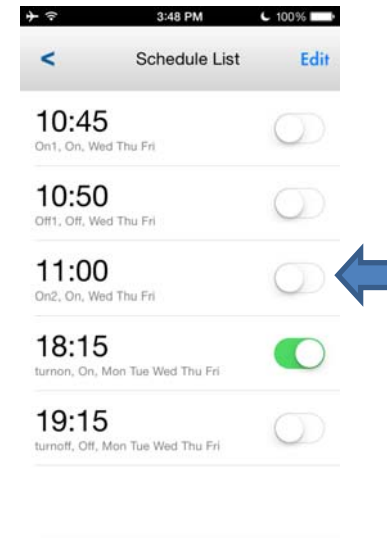 3:48 PM 100%
< Schedule List Edit
10:45
On1, On, Wed Thu Fri
10:50
Off1, Off, Wed Thu Fri
11:00
On2, On, Wed Thu Fri
18:15
turnon, On, Mon Tue Wed Thu Fri
19:15
turnoff, Off, Mon Tue Wed Thu Fri